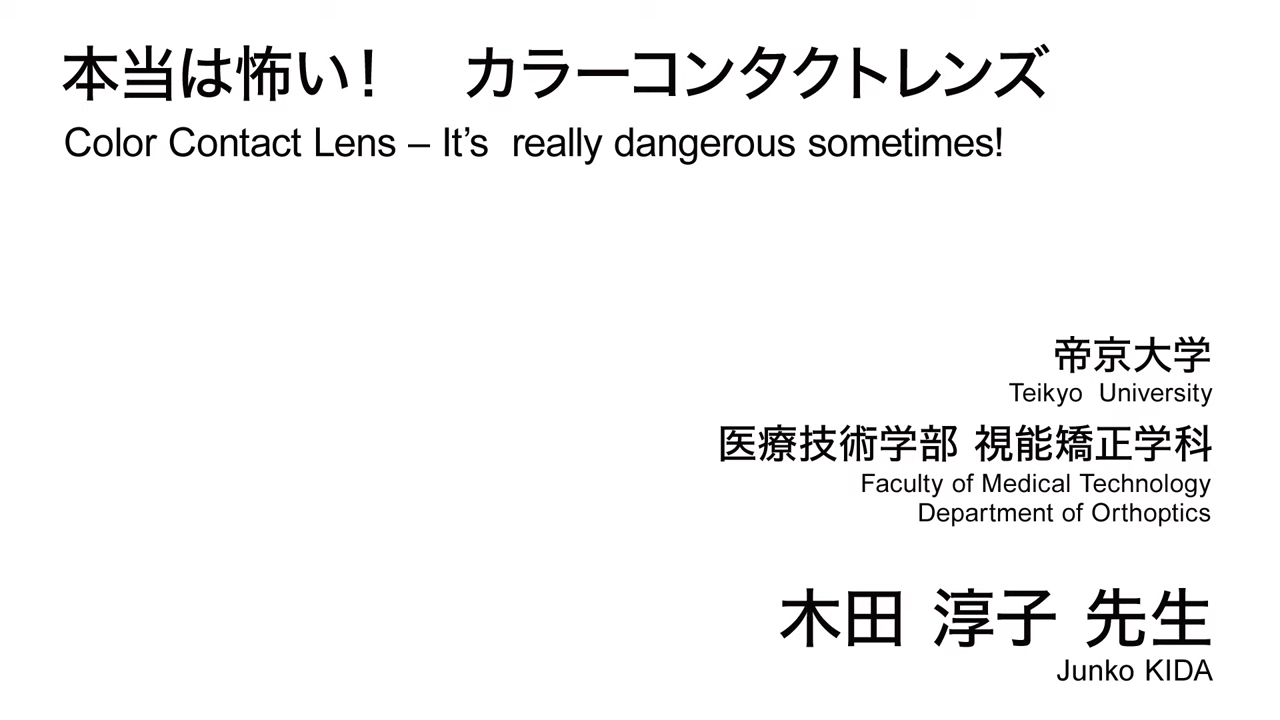 本当は怖い！　カラーコンタクトレンズ
Color Contact Lens – It’s  really dangerous sometimes!
帝京大学
Teikyo  University
医療技術学部 視能矯正学科
Faculty of Medical Technology
Department of Orthoptics
木田 淳子 先生
Junko KIDA